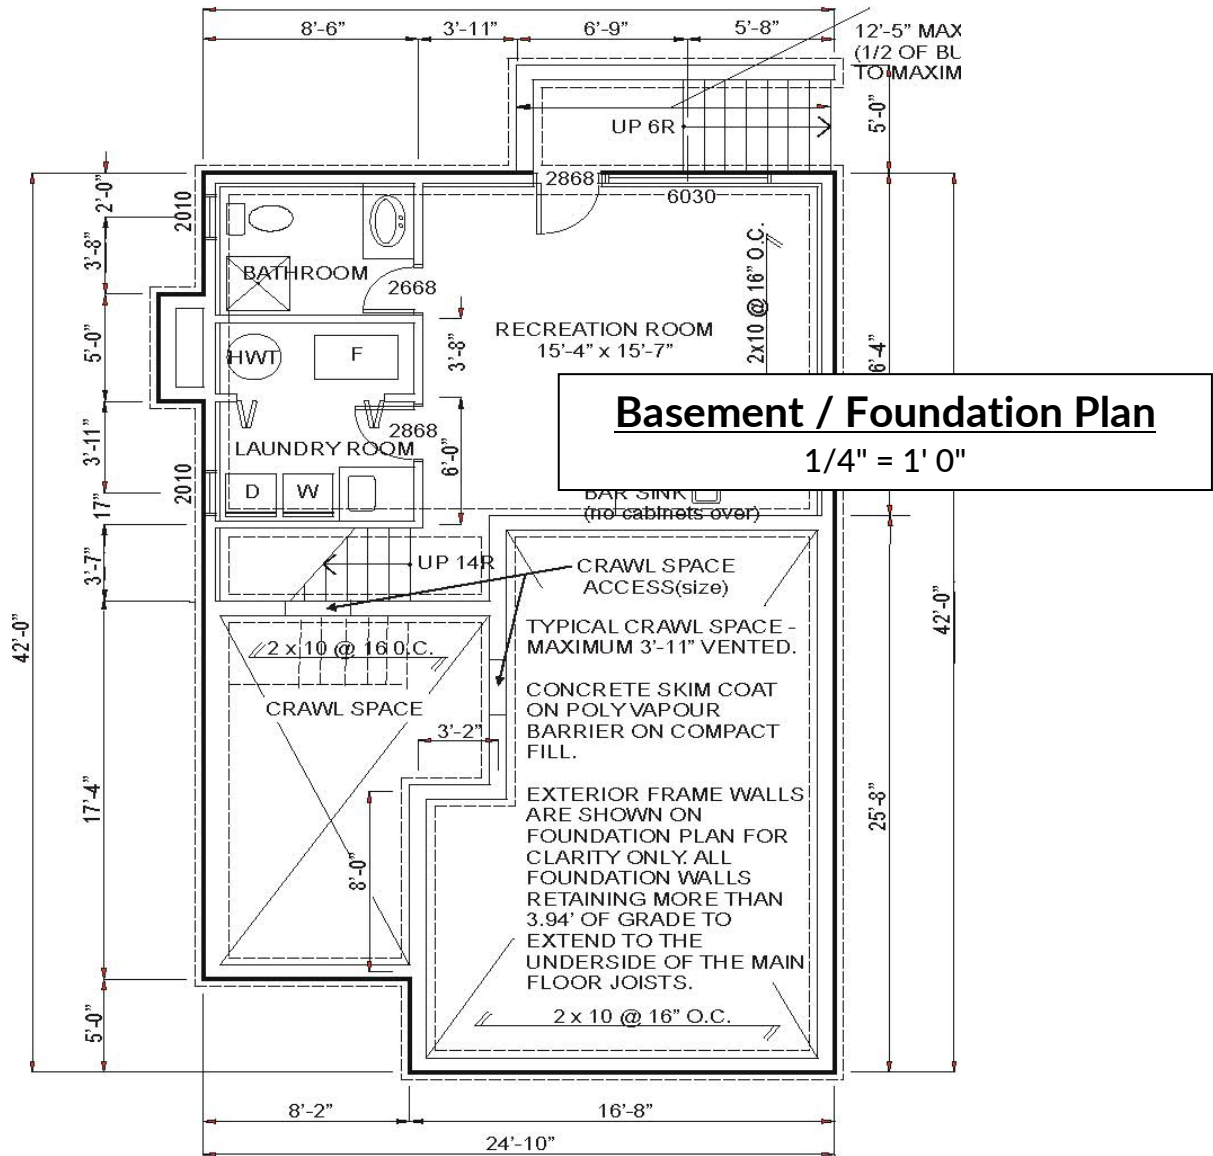 8'-6"
3'-11"
6'-9"
5'-8"
12'-5" MAX
(1/2 OF BU
TO MAXIM
5'-0"
UP 6R
2868
6030
2'-0"
2010
3'-8"
BATHROOM
2668
2x10 @ 16" O.C.
5'-0"
HWT
F
3'-8"
RECREATION ROOM
15'-4" x 15'-7"
6'-4"
Basement / Foundation Plan
1/4" = 1' 0"
3'-11"
2868
LAUNDRY ROOM
6'-0"
2010
D
W
17"
BAR SINK
(no cabinets over)
3'-7"
UP 14R
CRAWL SPACE
ACCESS(size)
42'-0"
42'-0"
TYPICAL CRAWL SPACE -
MAXIMUM 3'-11" VENTED.
2 x 10 @ 16 O.C.
CRAWL SPACE
CONCRETE SKIM COAT
ON POLY VAPOUR
BARRIER ON COMPACT
FILL.
3'-2"
17'-4"
8'-0"
25'-8"
EXTERIOR FRAME WALLS
ARE SHOWN ON
FOUNDATION PLAN FOR
CLARITY ONLY. ALL
FOUNDATION WALLS
RETAINING MORE THAN
3.94' OF GRADE TO
EXTEND TO THE
UNDERSIDE OF THE MAIN
FLOOR JOISTS.
2 x 10 @ 16" O.C.
5'-0"
8'-2"
16'-8"
24'-10"